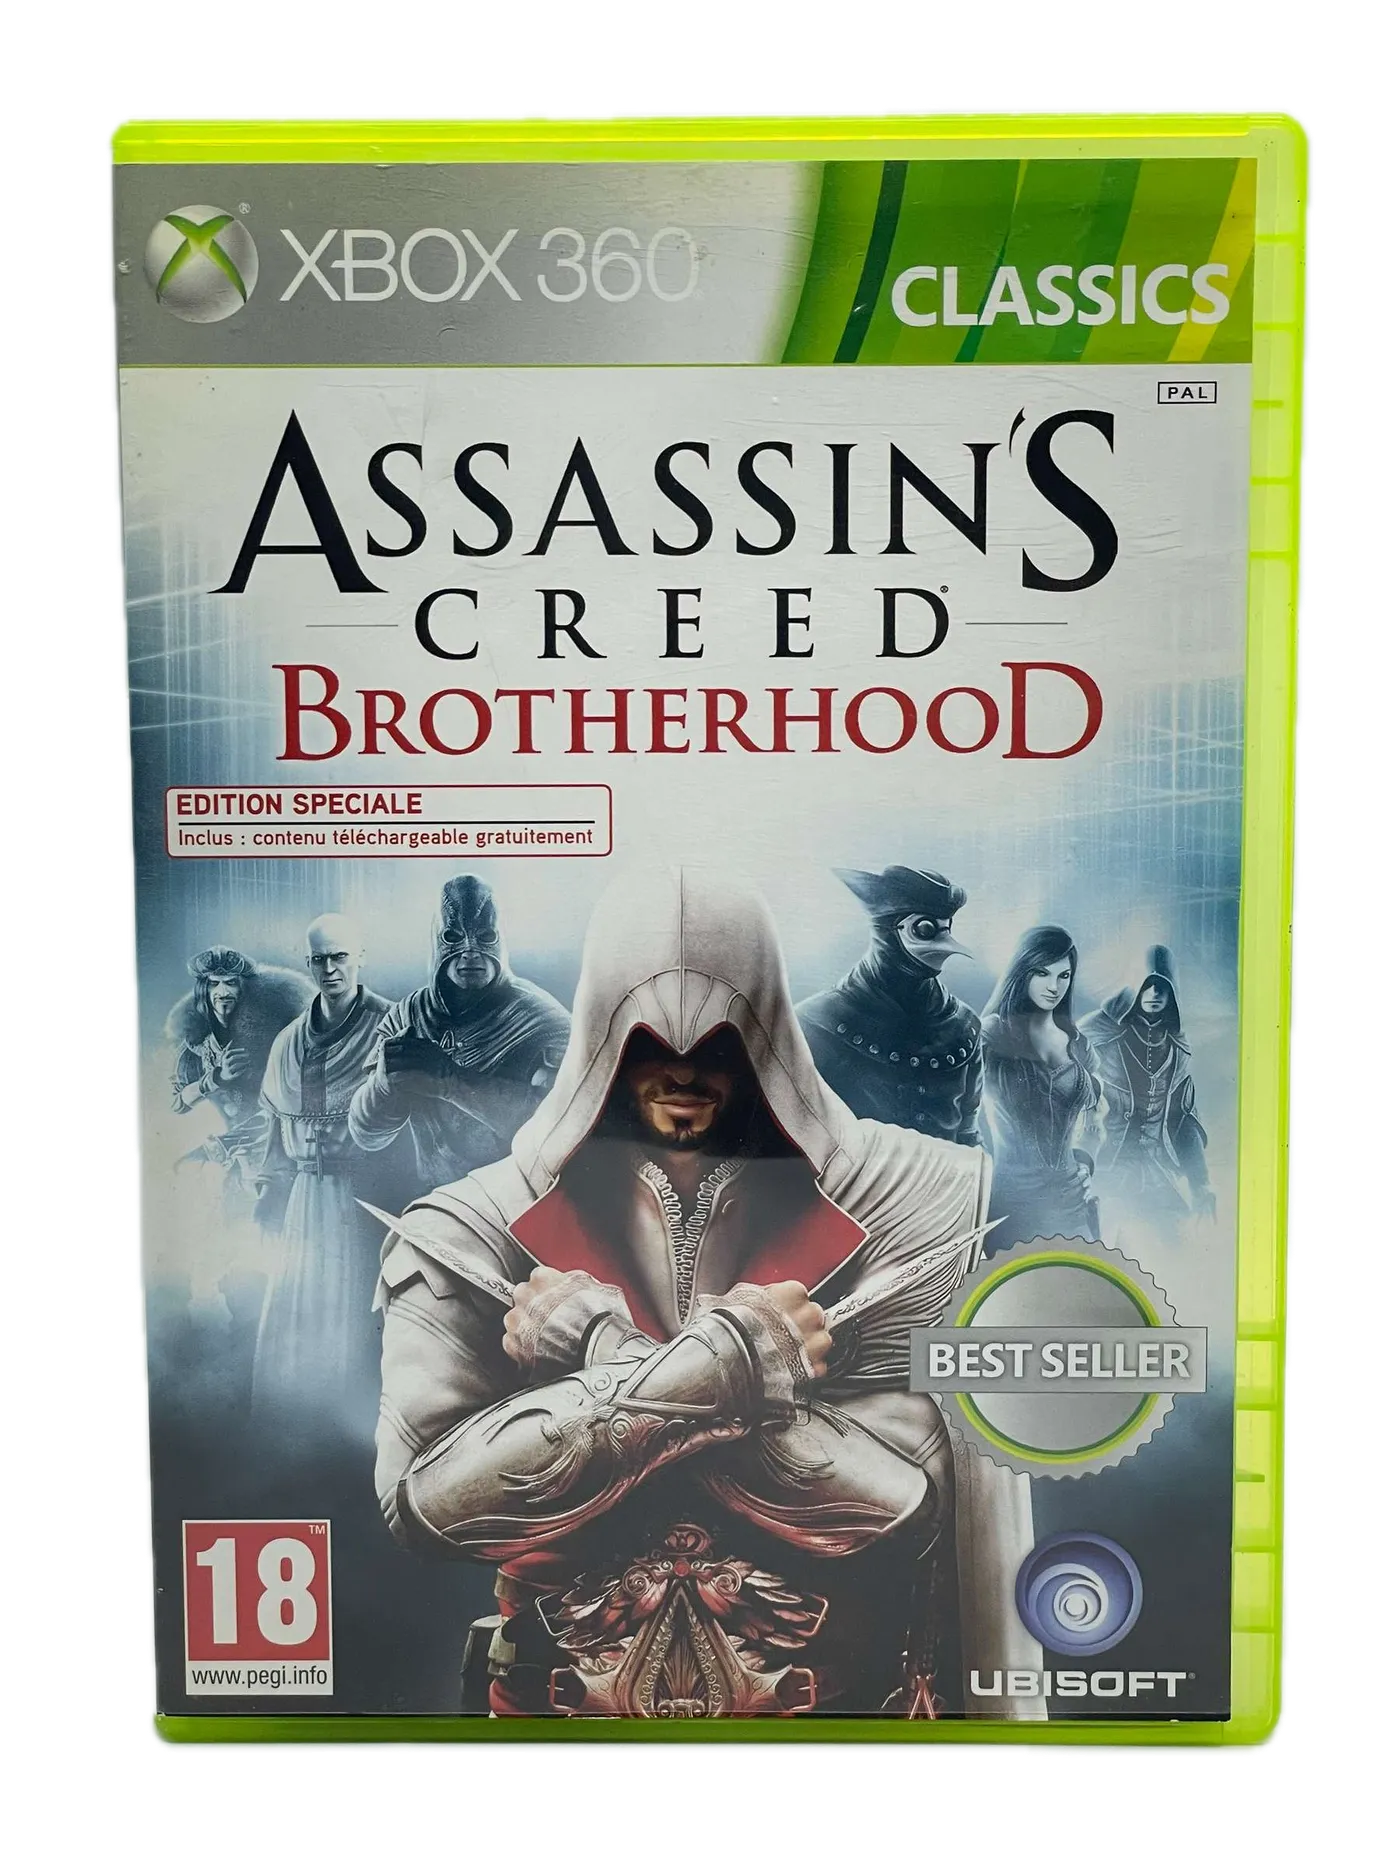 XBOX 360
CLASSICS
PAL
ASSASSIN'S
CREED®
BROTHERHOOD
EDITION SPECIALE
Inclus : contenu téléchargeable gratuitement
BEST SELLER
18™
www.pegi.info
UBISOFT